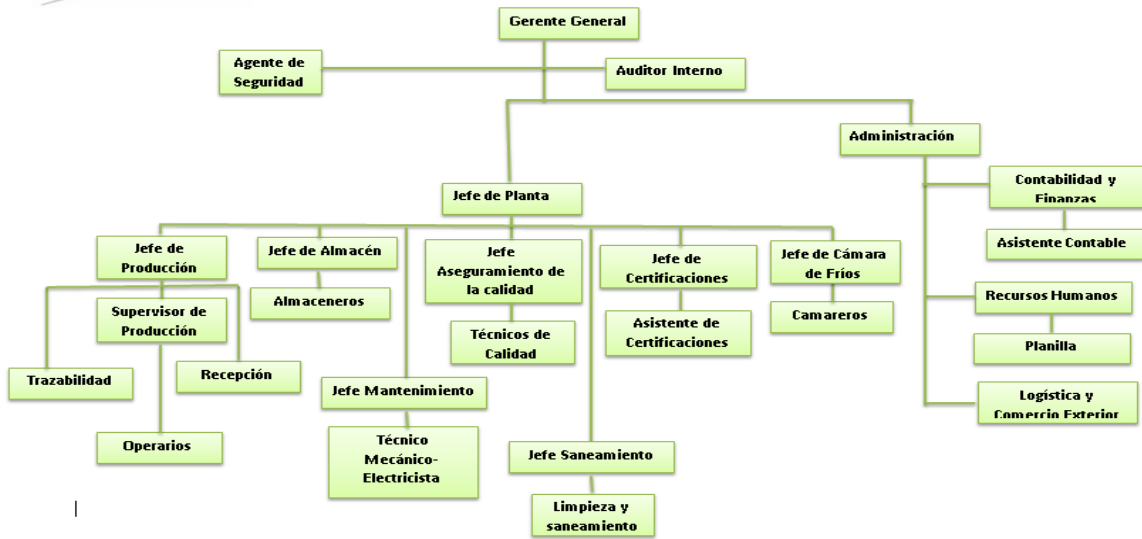 Gerente General
Agente de
Seguridad
Auditor Interno
Administración
Jefe de Planta
Contabilidad y
Finanzas
Asistente Contable
Recursos Humanos
Planilla
Logística y
Comercio Exterior
Jefe de
Producción
Jefe de Almacén
Jefe
Aseguramiento de
la calidad
Jefe de
Certificaciones
Jefe de Cámara
de Fríos
Supervisor de
Producción
Almaceneros
Técnicos de
Calidad
Asistente de
Certificaciones
Camareros
Trazabilidad
Recepción
Jefe Mantenimiento
Operarios
Técnico
Mecánico-
Electricista
Jefe Saneamiento
Limpieza y
saneamiento